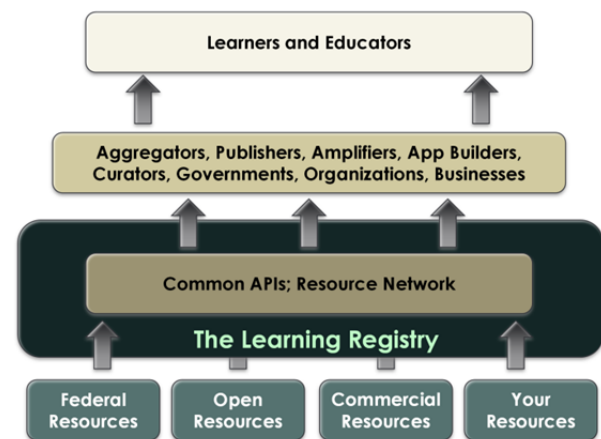 Learners and Educators
Aggregators, Publishers, Amplifiers, App Builders,
Curators, Governments, Organizations, Businesses
Common APIs; Resource Network
The Learning Registry
Federal
Resources
Open
Resources
Commercial
Resources
Your
Resources